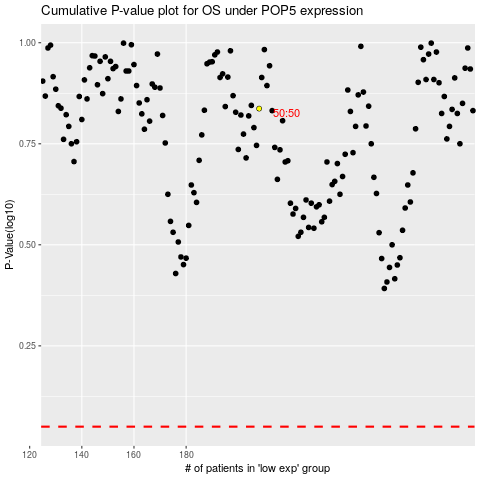 Cumulative P-value plot for OS under POP5 expression
1.00
0.75
0.50
0.25
P-Value(log10)
50:50
120 140 160 180
# of patients in 'low exp' group